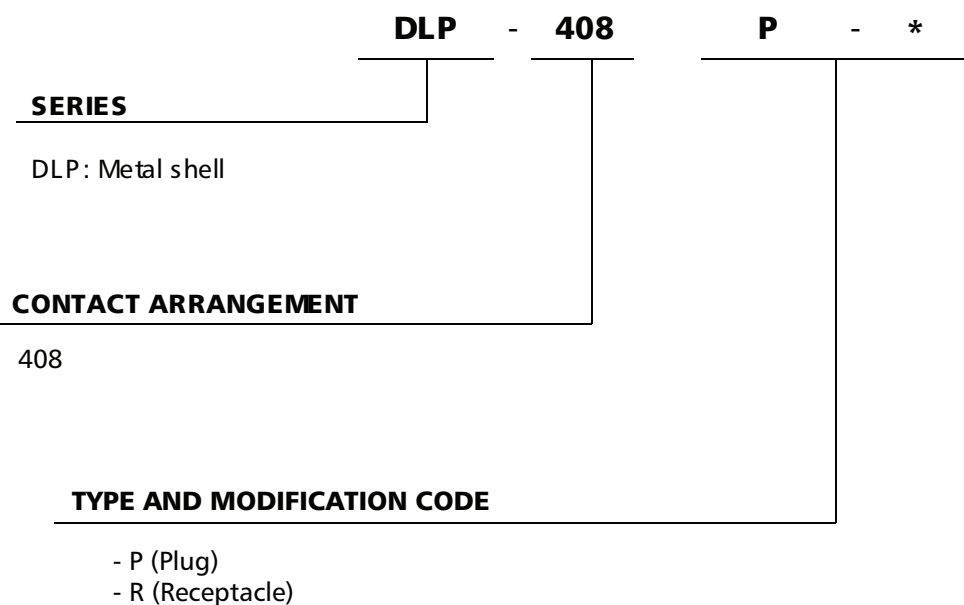 DLP - 408 P - *
SERIES
DLP: Metal shell
CONTACT ARRANGEMENT
408
TYPE AND MODIFICATION CODE
- P (Plug)
- R (Receptacle)